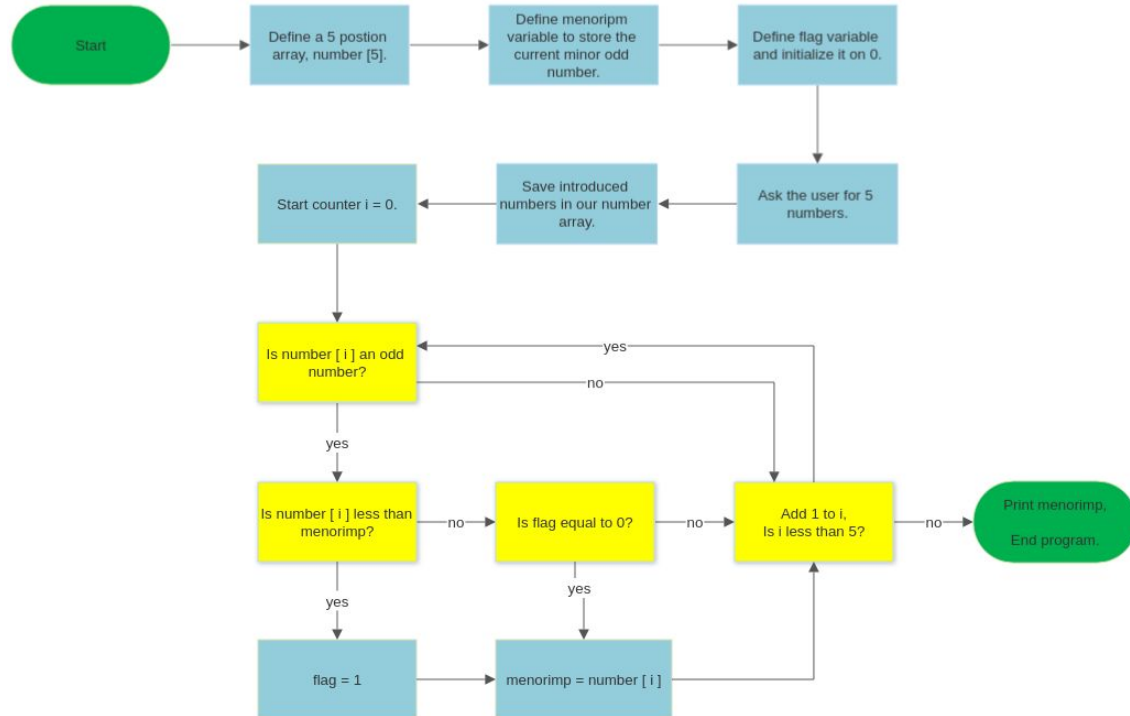 Start
Define a 5 postion
array, number [5].
Define menoripm
variable to store the
current minor odd
number.
Define flag variable
and initialize it on 0.
Start counter i = 0.
Save introduced
numbers in our number
array.
Ask the user for 5
numbers.
Is number [ i ] an odd
number?
yes
no
yes
Is number [ i ] less than
menorimp?
no
Is flag equal to 0?
no
Add 1 to i,
Is i less than 5?
no
Print menorimp,
End program.
yes
yes
flag = 1
menorimp = number [ i ]